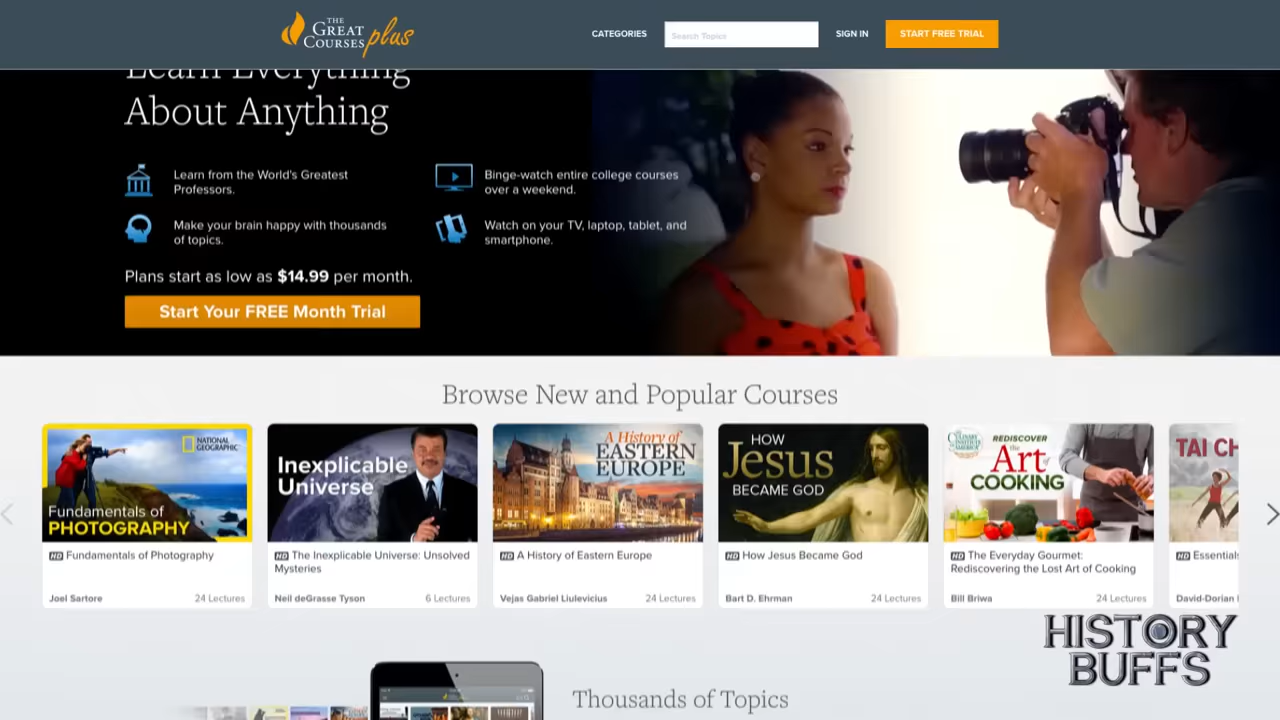 THE
GREAT
COURSES plus
CATEGORIES
Search Topics
SIGN IN
START FREE TRIAL
Learn Everything
About Anything
Learn from the World's Greatest
Professors.
Binge-watch entire college courses
over a weekend.
Make your brain happy with thousands
of topics.
Watch on your TV, laptop, tablet, and
smartphone.
Plans start as low as $14.99 per month.
Start Your FREE Month Trial
Browse New and Popular Courses
NATIONAL
GEOGRAPHIC
Fundamentals of
PHOTOGRAPHY
HD Fundamentals of Photography
Joel Sartore
24 Lectures
Inexplicable
Universe
HD The Inexplicable Universe: Unsolved
Mysteries
Neil deGrasse Tyson
6 Lectures
A History of
EASTERN
EUROPE
HD A History of Eastern Europe
Vejas Gabriel Liulevicius
24 Lectures
HOW
Jesus
BECAME GOD
HD How Jesus Became God
Bart D. Ehrman
24 Lectures
CULINARY
INSTITUTE
AMERICA
REDISCOVER
the
Art
COOKING
HD The Everyday Gourmet:
Rediscovering the Lost Art of Cooking
Bill Briwa
24 Lectures
TAI CH
HD Essentials
David-Dorian
HISTORY
BUFFS
Thousands of Topics